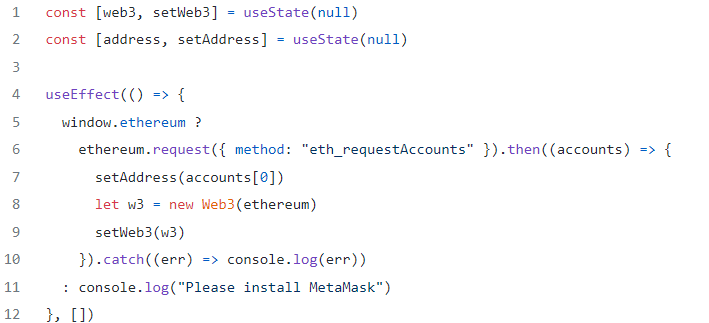 1 const [web3, setWeb3] = useState(null)
2 const [address, setAddress] = useState(null)
3
4 useEffect(() => {
5   window.ethereum ?
6     ethereum.request({ method: "eth_requestAccounts" }).then((accounts) => {
7       setAddress(accounts[0])
8       let w3 = new Web3(ethereum)
9       setWeb3(w3)
10     }).catch((err) => console.log(err))
11   : console.log("Please install MetaMask")
12 }, [])